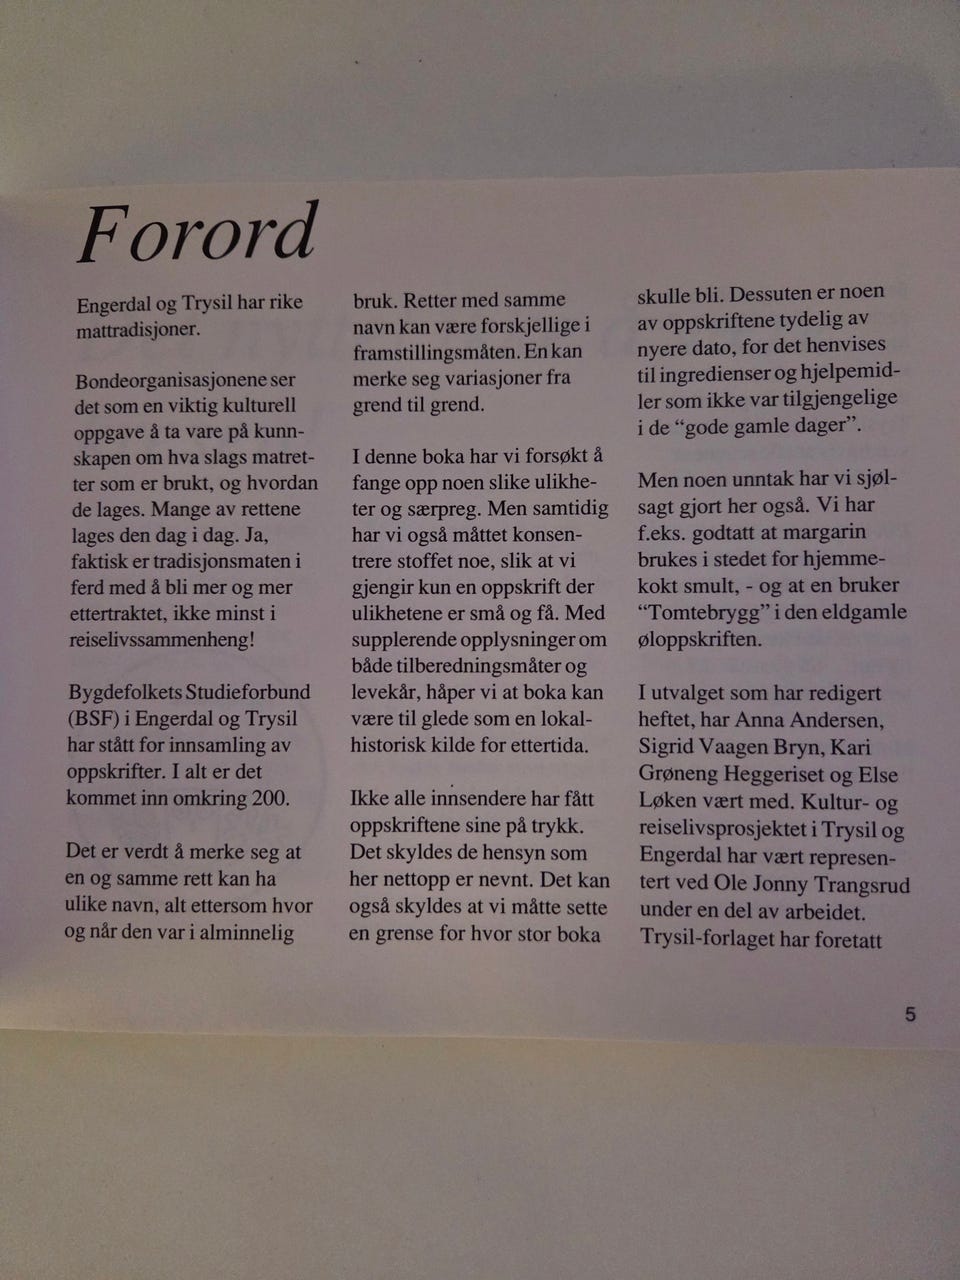 Forord
Engerdal og Trysil har rike
mattradisjoner.
Bondeorganisasjonene ser
det som en viktig kulturell
oppgave å ta vare på kunn-
skapen om hva slags matret-
ter som er brukt, og hvordan
de lages. Mange av rettene
lages den dag i dag. Ja,
faktisk er tradisjonsmaten i
ferd med å bli mer og mer
ettertraktet, ikke minst i
reiselivssammenheng!
Bygdefolkets Studieforbund
(BSF) i Engerdal og Trysil
har stått for innsamling av
oppskrifter. I alt er det
kommet inn omkring 200.
Det er verdt å merke seg at
en og samme rett kan ha
ulike navn, alt ettersom hvor
og når den var i alminnelig
bruk. Retter med samme
navn kan være forskjellige i
framstillingsmåten. En kan
merke seg variasjoner fra
grend til grend.
I denne boka har vi forsøkt å
fange opp noen slike ulikhe-
ter og særpreg. Men samtidig
har vi også måttet konsen-
trere stoffet noe, slik at vi
gjengir kun en oppskrift der
ulikhetene er små og få. Med
supplerende opplysninger om
både tilberedningsmåter og
levekår, håper vi at boka kan
være til glede som en lokal-
historisk kilde for ettertida.
Ikke alle innsendere har fått
oppskriftene sine på trykk.
Det skyldes de hensyn som
her nettopp er nevnt. Det kan
også skyldes at vi måtte sette
en grense for hvor stor boka
skulle bli. Dessuten er noen
av oppskriftene tydelig av
nyere dato, for det henvises
til ingredienser og hjelpemid-
ler som ikke var tilgjengelige
i de “gode gamle dager”.
Men noen unntak har vi sjøl-
sagt gjort her også. Vi har
f.eks. godtatt at margarin
brukes i stedet for hjemme-
kokt smult, - og at en bruker
“Tomtebrygg” i den eldgamle
øloppskriften.
I utvalget som har redigert
heftet, har Anna Andersen,
Sigrid Vaagen Bryn, Kari
Grøneng Heggeriset og Else
Løken vært med. Kultur- og
reiselivsprosjektet i Trysil og
Engerdal har vært represen-
tert ved Ole Jonny Trangsrud
under en del av arbeidet.
Trysil-forlaget har foretatt
5